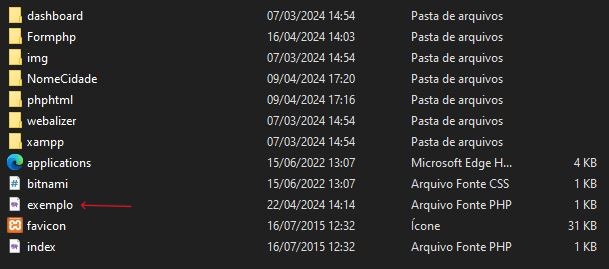 dashboard 07/03/2024 14:54 Pasta de arquivos
Formphp 16/04/2024 14:03 Pasta de arquivos
img 07/03/2024 14:54 Pasta de arquivos
NomeCidade 09/04/2024 17:20 Pasta de arquivos
phphtml 09/04/2024 17:16 Pasta de arquivos
webalizer 07/03/2024 14:54 Pasta de arquivos
xampp 07/03/2024 14:54 Pasta de arquivos
applications 15/06/2022 13:07 Microsoft Edge H... 4 KB
bitnami 15/06/2022 13:07 Arquivo Fonte CSS 1 KB
exemplo 22/04/2024 14:14 Arquivo Fonte PHP 1 KB
favicon 16/07/2015 12:32 Ícone 31 KB
index 16/07/2015 12:32 Arquivo Fonte PHP 1 KB